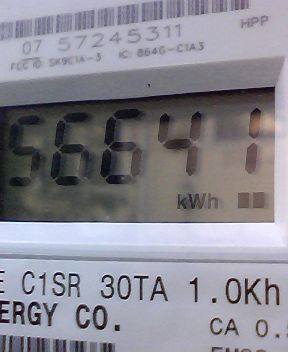 07 57245311 HPP
FCC ID: SK9C1A-3 IC: 864G-C1A3
56641
kWh
E C1SR 30TA 1.0Kh
ERGY CO.
CA 0.